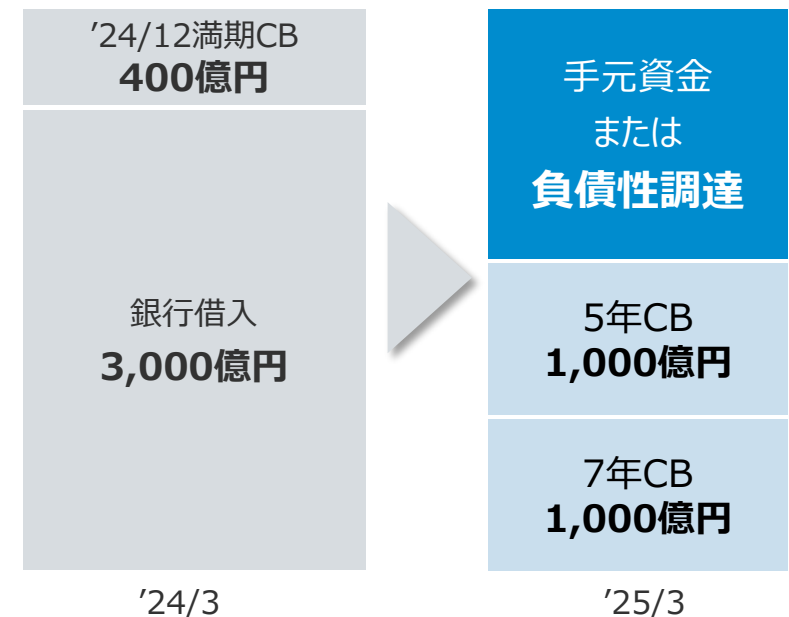 ’24/12満期CB
400億円
銀行借入
3,000億円
’24/3
手元資金
または
負債性調達
5年CB
1,000億円
7年CB
1,000億円
’25/3